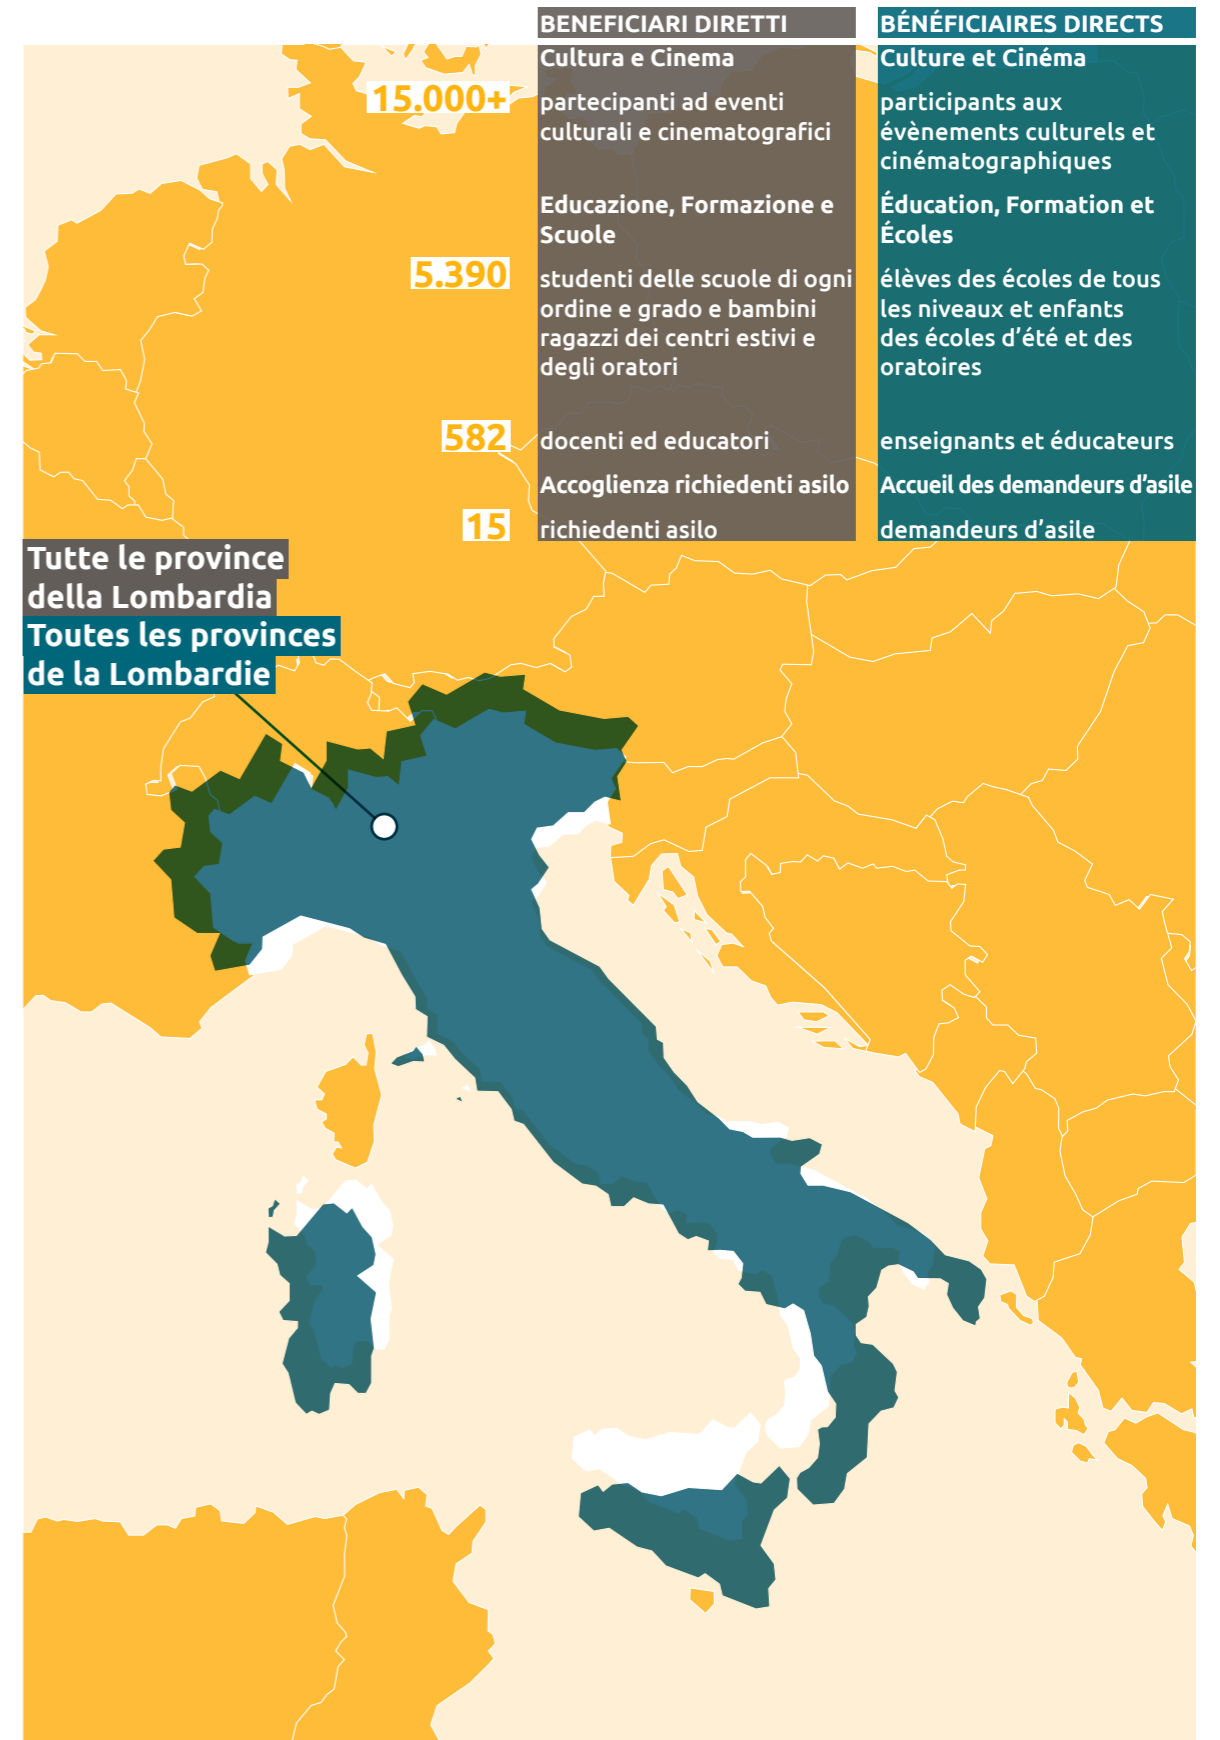 BENEFICIARI DIRETTI
Cultura e Cinema
15.000+
partecipanti ad eventi
culturali e cinematografici
Educazione, Formazione e
Scuole
5.390
studenti delle scuole di ogni
ordine e grado e bambini
ragazzi dei centri estivi e
degli oratori
582
docenti ed educatori
Accoglienza richiedenti asilo
15
richiedenti asilo
BÉNÉFICIAIRES DIRECTS
Culture et Cinéma
participants aux
évènements culturels et
cinématographiques
Éducation, Formation et
Écoles
élèves des écoles de tous
les niveaux et enfants
des écoles d’été et des
oratoires
enseignants et éducateurs
Accueil des demandeurs d’asile
demandeurs d’asile
Tutte le province
della Lombardia
Toutes les provinces
de la Lombardie